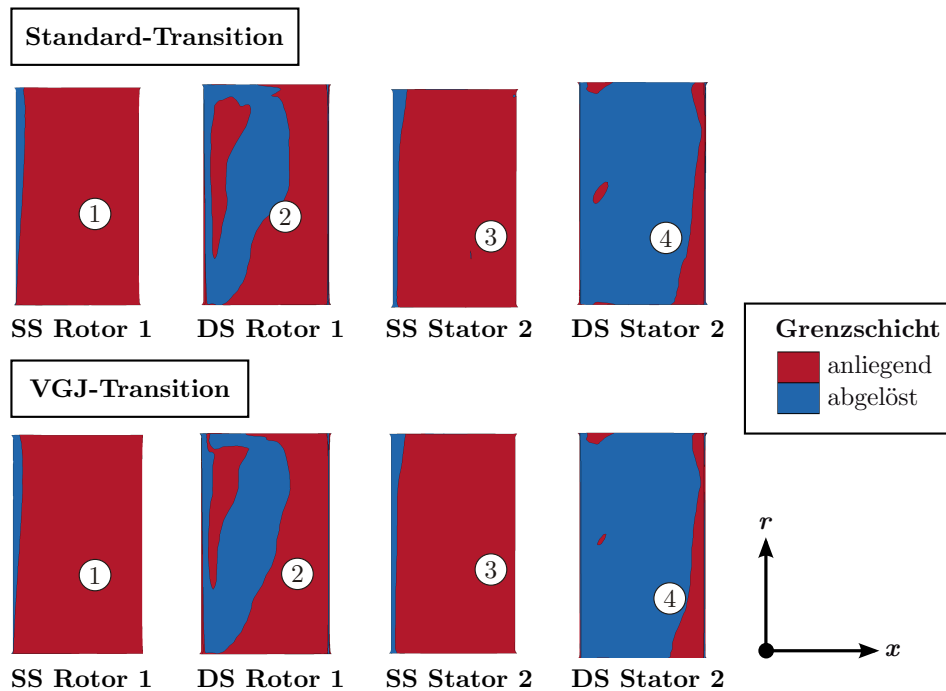 Standard-Transition
1
2
3
4
SS Rotor 1
DS Rotor 1
SS Stator 2
DS Stator 2
Grenzschicht
anliegend
abgelöst
VGJ-Transition
1
2
3
4
SS Rotor 1
DS Rotor 1
SS Stator 2
DS Stator 2
r
x